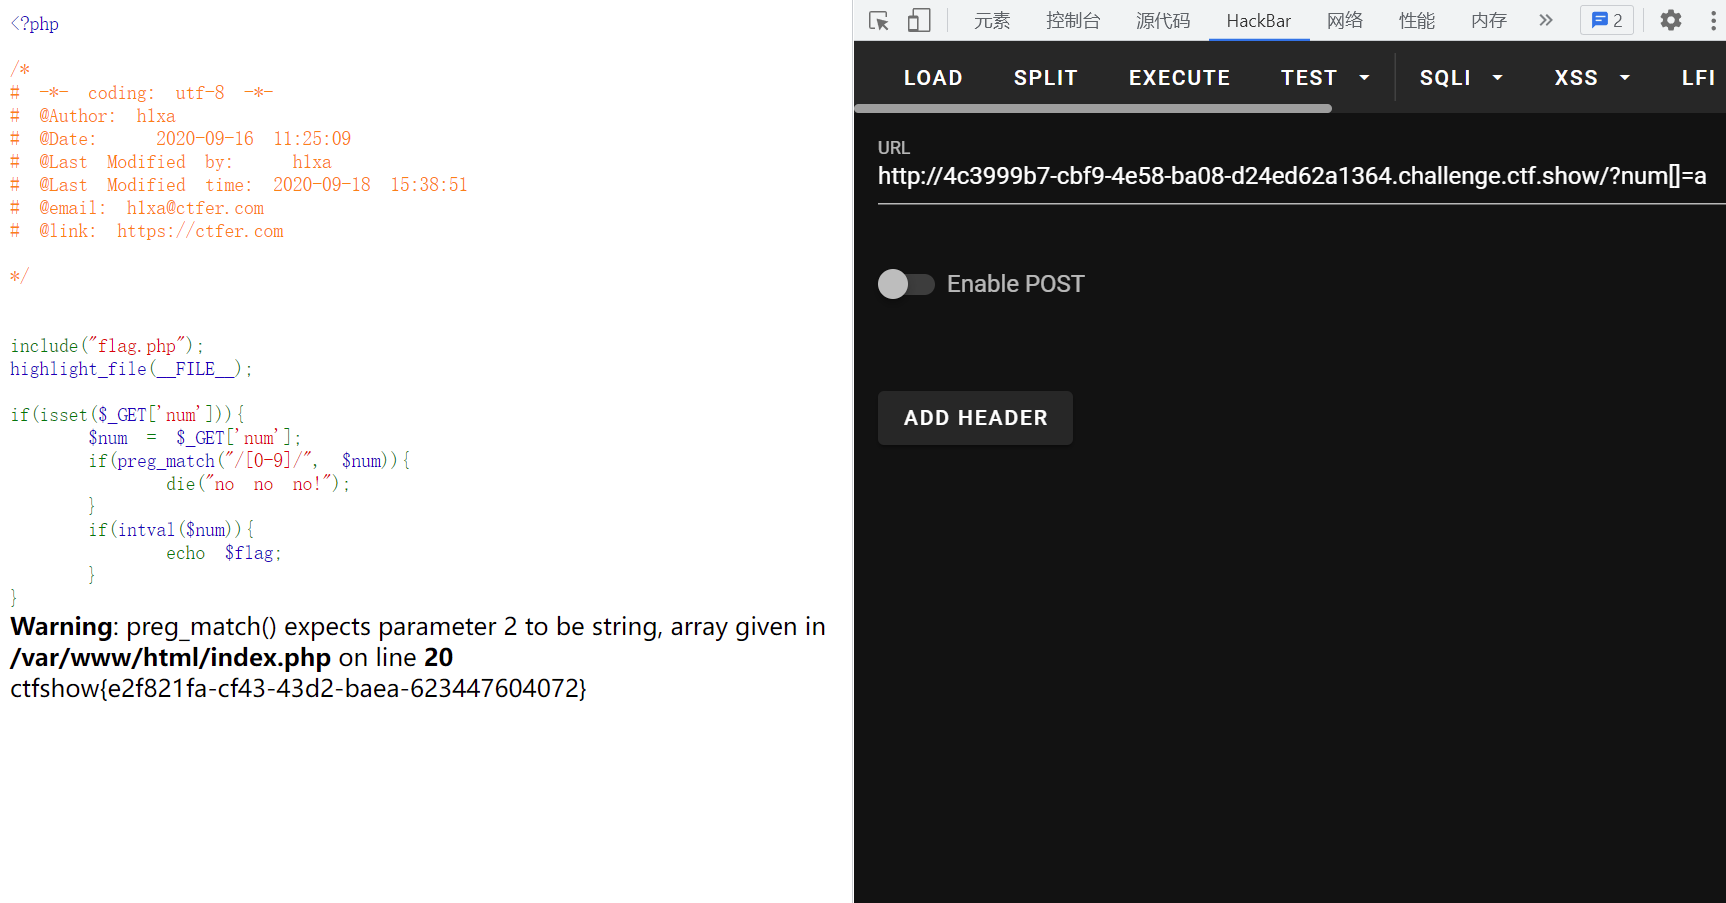 <?php
/*
# -*- coding: utf-8 -*-
# @Author: hlxa
# @Date: 2020-09-16 11:25:09
# @Last Modified by: hlxa
# @Last Modified time: 2020-09-18 15:38:51
# @email: hlxa@ctfer.com
# @link: https://ctfer.com
*/
include("flag.php");
highlight_file(__FILE__);
if(isset($_GET['num'])){
$num = $_GET['num'];
if(preg_match("/[0-9]/", $num)){
die("no no no!");
}
if(intval($num)){
echo $flag;
}
}
Warning: preg_match() expects parameter 2 to be string, array given in
/var/www/html/index.php on line 20
ctfshow{e2f821fa-cf43-43d2-baea-623447604072}
元素 控制台 源代码 HackBar 网络 性能 内存 » 2
LOAD SPLIT EXECUTE TEST SQLI XSS LFI
URL
http://4c3999b7-cbf9-4e58-ba08-d24ed62a1364.challenge.ctf.show/?num[]=a
Enable POST
ADD HEADER